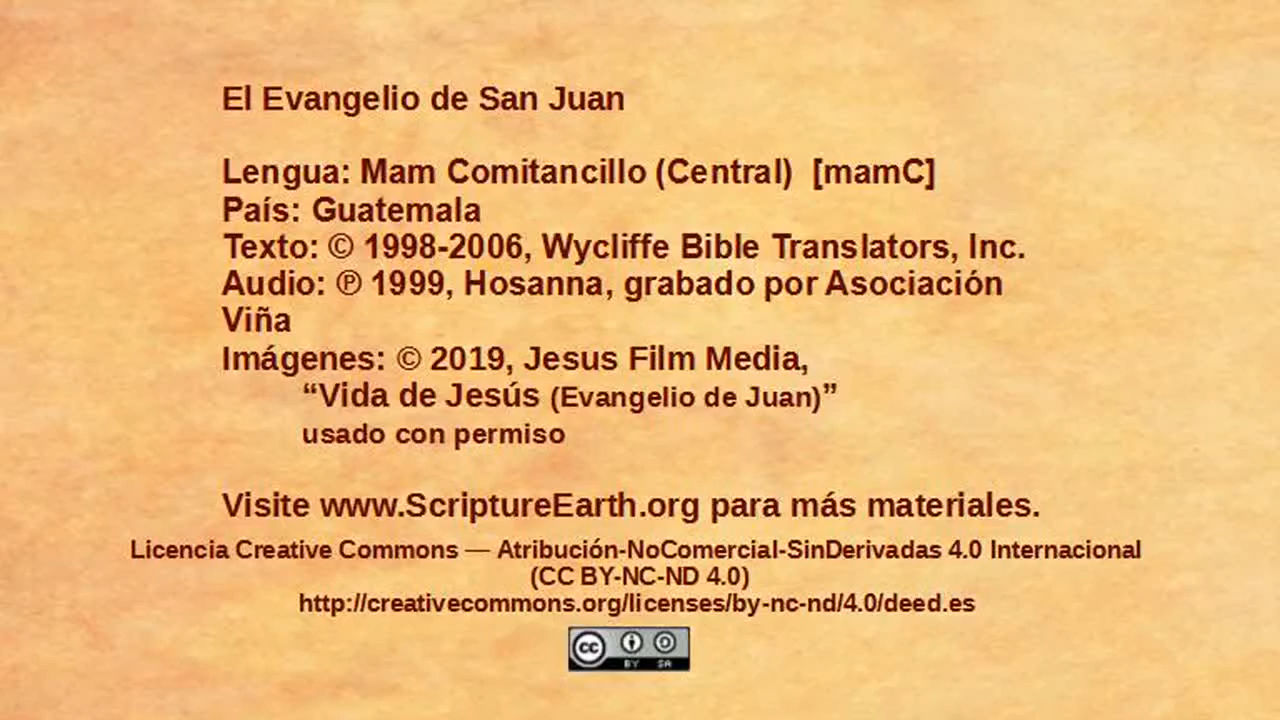 El Evangelio de San Juan
Lengua: Mam Comitancillo (Central) [mamC]
País: Guatemala
Texto: © 1998-2006, Wycliffe Bible Translators, Inc.
Audio: ℗ 1999, Hosanna, grabado por Asociación
Viña
Imágenes: © 2019, Jesus Film Media,
“Vida de Jesús (Evangelio de Juan)”
usado con permiso
Visite www.ScriptureEarth.org para más materiales.
Licencia Creative Commons — Atribución-NoComercial-SinDerivadas 4.0 Internacional
(CC BY-NC-ND 4.0)
http://creativecommons.org/licenses/by-nc-nd/4.0/deed.es
cc
BY SA